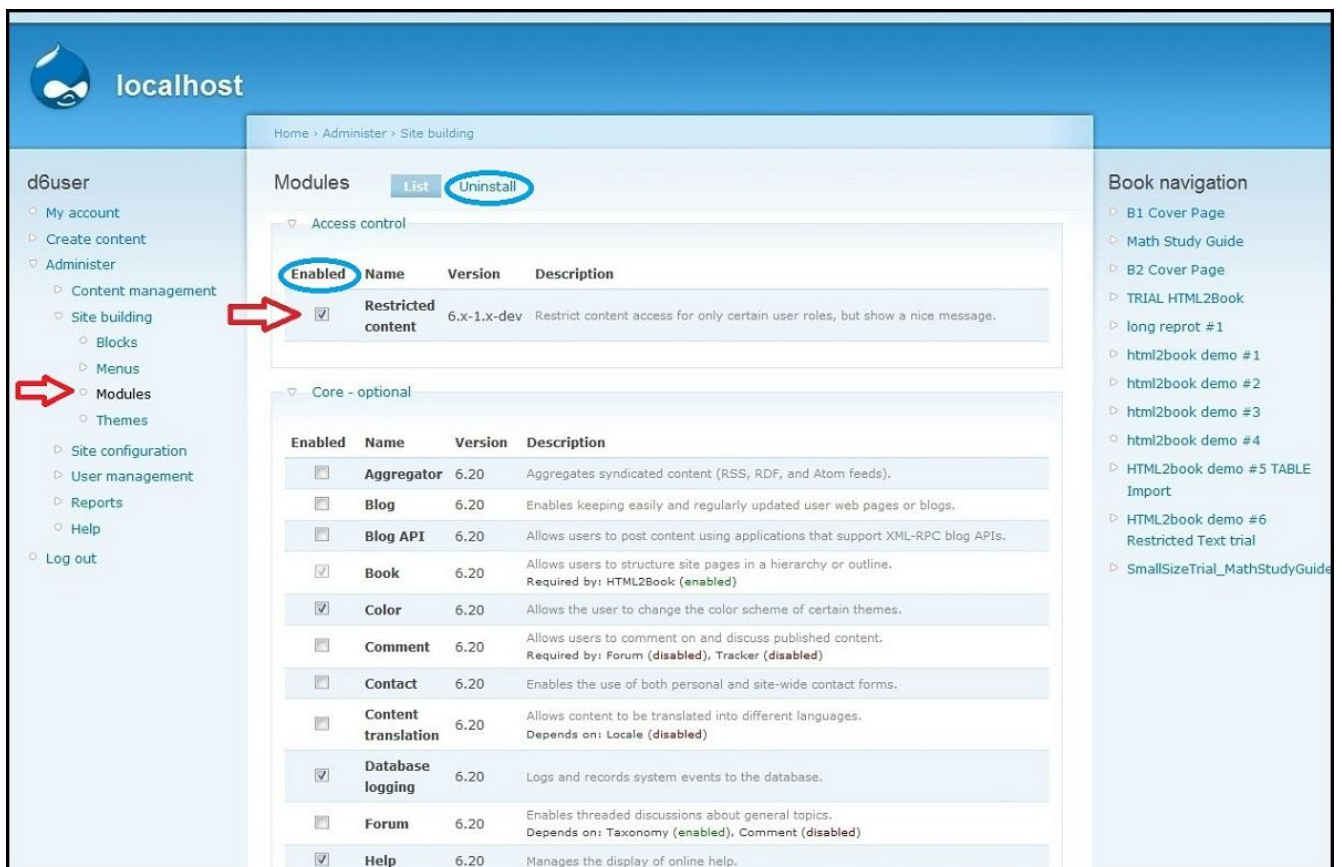 localhost
Home › Administer › Site building
d6user
My account
Create content
Administer
Content management
Site building
Blocks
Menus
Modules
Themes
Site configuration
User management
Reports
Help
Log out
Modules List Uninstall
Access control
Enabled Name Version Description
Restricted content 6.x-1.x-dev Restrict content access for only certain user roles, but show a nice message.
Core - optional
Enabled Name Version Description
Aggregator 6.20 Aggregates syndicated content (RSS, RDF, and Atom feeds).
Blog 6.20 Enables keeping easily and regularly updated user web pages or blogs.
Blog API 6.20 Allows users to post content using applications that support XML-RPC blog APIs.
Book 6.20 Allows users to structure site pages in a hierarchy or outline.
Required by: HTML2Book (enabled)
Color 6.20 Allows the user to change the color scheme of certain themes.
Comment 6.20 Allows users to comment on and discuss published content.
Required by: Forum (disabled), Tracker (disabled)
Contact 6.20 Enables the use of both personal and site-wide contact forms.
Content translation 6.20 Allows content to be translated into different languages.
Depends on: Locale (disabled)
Database logging 6.20 Logs and records system events to the database.
Forum 6.20 Enables threaded discussions about general topics.
Depends on: Taxonomy (enabled), Comment (disabled)
Help 6.20 Manages the display of online help.
Book navigation
B1 Cover Page
Math Study Guide
B2 Cover Page
TRIAL HTML2Book
long reprot #1
html2book demo #1
html2book demo #2
html2book demo #3
html2book demo #4
HTML2book demo #5 TABLE
Import
HTML2book demo #6
Restricted Text trial
SmallSizeTrial_MathStudyGuide